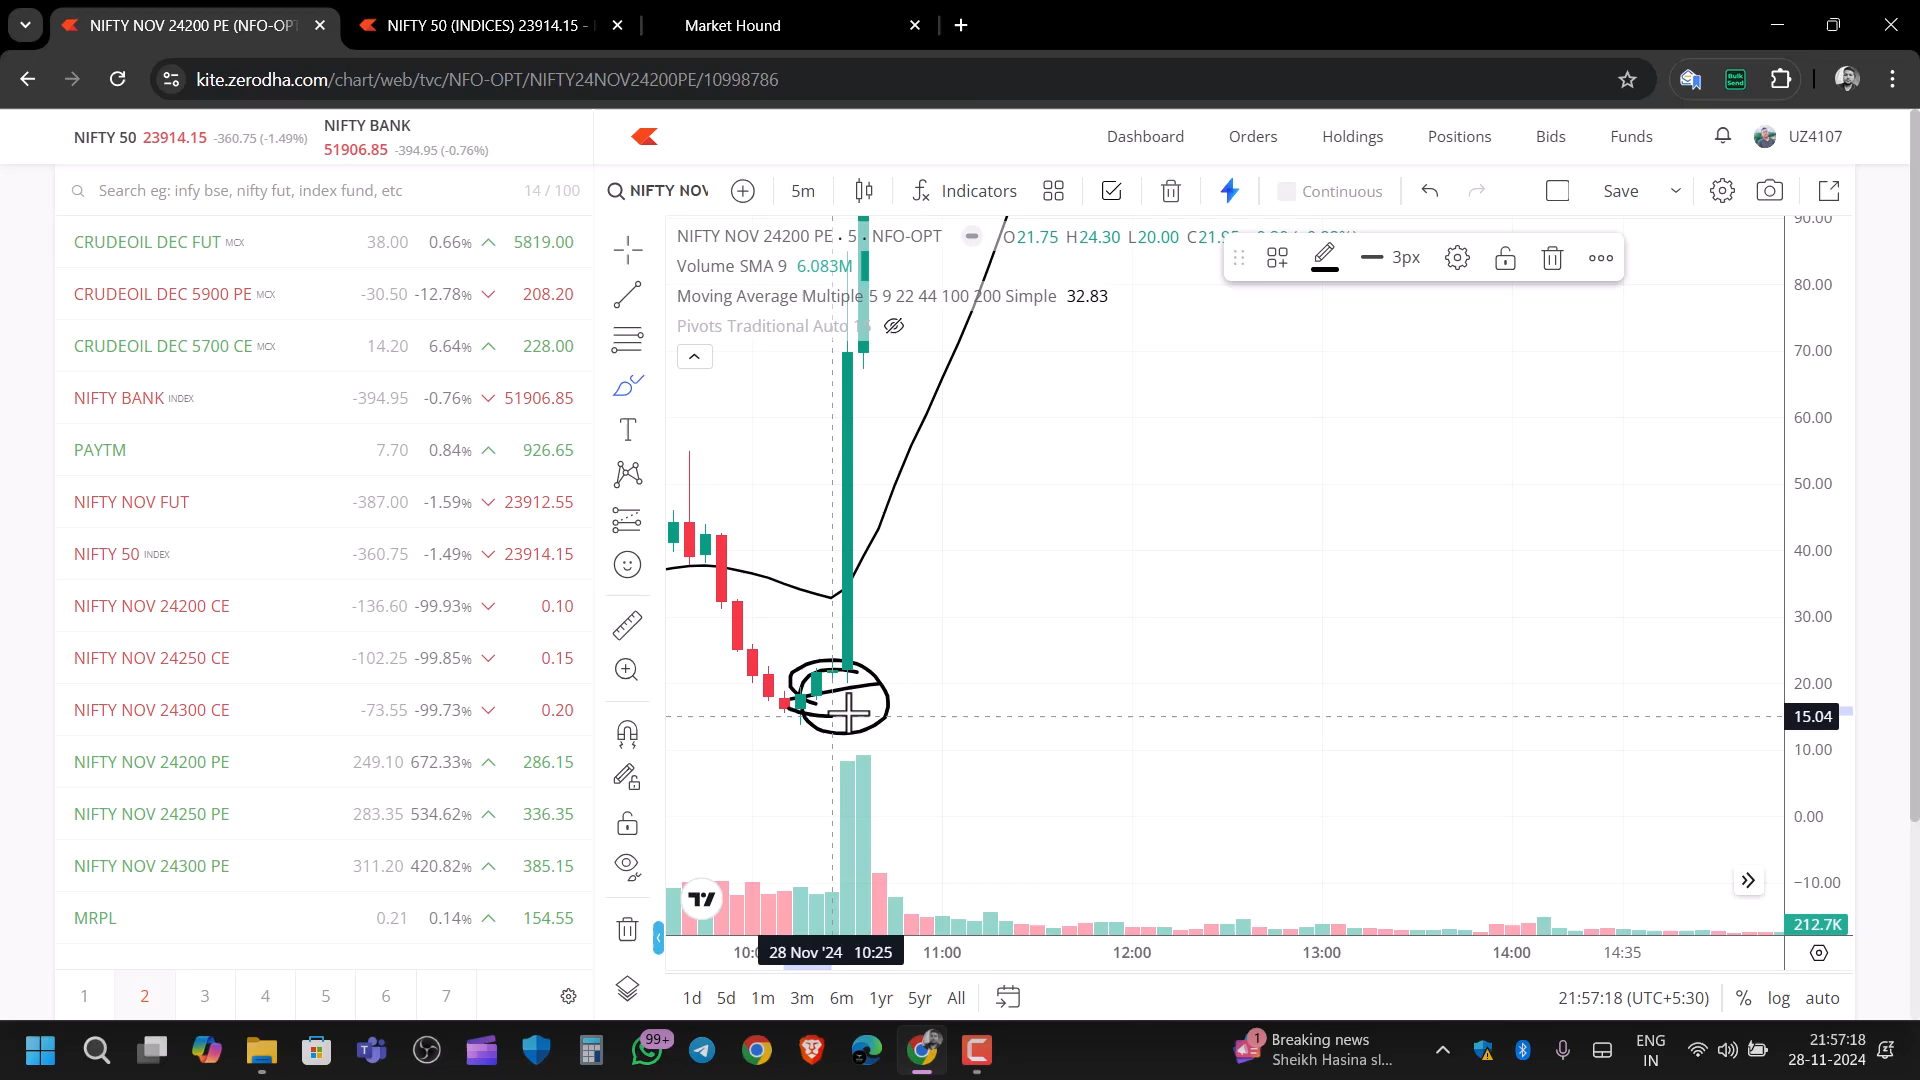 NIFTY NOV 24200 PE (NFO-OPT
NIFTY 50 (INDICES) 23914.15 -
Market Hound
kite.zerodha.com/chart/web/tvc/NFO-OPT/NIFTY24NOV24200PE/10998786
Bulk Send
NIFTY 50 23914.15 -360.75 (-1.49%)
NIFTY BANK
51906.85 -394.95 (-0.76%)
Dashboard
Orders
Holdings
Positions
Bids
Funds
UZ4107
Search eg: infy bse, nifty fut, index fund, etc
14 / 100
NIFTY NOV
5m
Indicators
Continuous
Save
CRUDEOIL DEC FUT MCX 38.00 0.66% 5819.00
CRUDEOIL DEC 5900 PE MCX -30.50 -12.78% 208.20
CRUDEOIL DEC 5700 CE MCX 14.20 6.64% 228.00
NIFTY BANK INDEX -394.95 -0.76% 51906.85
PAYTM 7.70 0.84% 926.65
NIFTY NOV FUT -387.00 -1.59% 23912.55
NIFTY 50 INDEX -360.75 -1.49% 23914.15
NIFTY NOV 24200 CE -136.60 -99.93% 0.10
NIFTY NOV 24250 CE -102.25 -99.85% 0.15
NIFTY NOV 24300 CE -73.55 -99.73% 0.20
NIFTY NOV 24200 PE 249.10 672.33% 286.15
NIFTY NOV 24250 PE 283.35 534.62% 336.35
NIFTY NOV 24300 PE 311.20 420.82% 385.15
MRPL 0.21 0.14% 154.55
1 2 3 4 5 6 7
NIFTY NOV 24200 PE · 5 · NFO-OPT O21.75 H24.30 L20.00
Volume SMA 9 6.083M
Moving Average Multiple 5 9 22 44 100 200 Simple 32.83
Pivots Traditional Auto
3px
90.00
80.00
70.00
60.00
50.00
40.00
30.00
20.00
15.04
10.00
0.00
−10.00
212.7K
28 Nov '24 10:25
11:00
12:00
13:00
14:00
14:35
1d 5d 1m 3m 6m 1yr 5yr All
21:57:18 (UTC+5:30)
% log auto
99+
1
Breaking news
Sheikh Hasina sl...
ENG
IN
21:57:18
28-11-2024